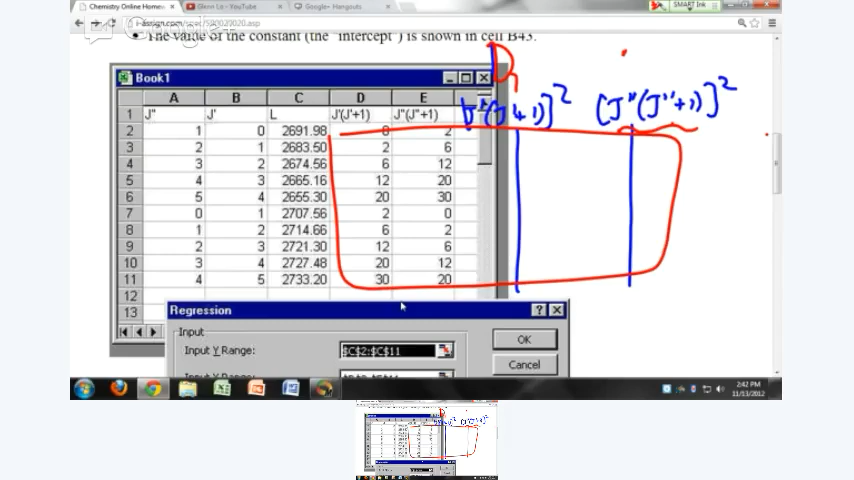 Chemistry Online Home
Glenn Lo - YouTube
Google+ Hangouts
SMART Ink
The value of the constant (the "intercept") is shown in cell B43.
Book1
A B C D E
1 J" J' L J'(J'+1) J"(J"+1)
[J'(J'+1)]² [J"(J"+1)]²
2 1 0 2691.98 0 2
3 2 1 2683.50 2 6
4 3 2 2674.56 6 12
5 4 3 2665.16 12 20
6 5 4 2655.30 20 30
7 0 1 2707.56 2 0
8 1 2 2714.66 6 2
9 2 3 2721.30 12 6
10 3 4 2727.48 20 12
11 4 5 2733.20 30 20
12
13
Regression
Input
Input Y Range: $C$2:$C$11
OK
Cancel
2:42 PM
11/13/2012